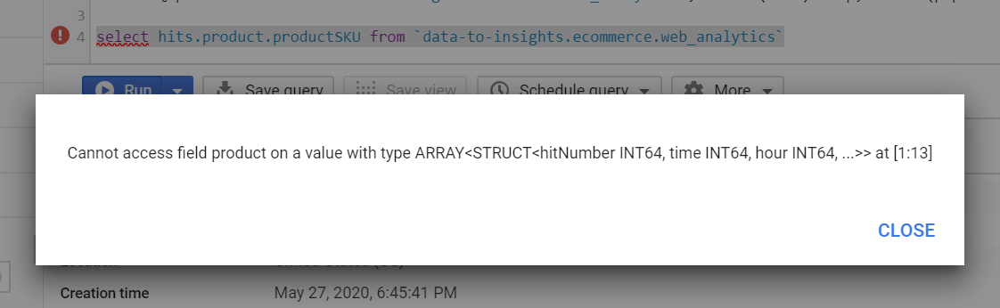 3
4 select hits.product.productSKU from `data-to-insights.ecommerce.web_analytics`
Run Save query Save view Schedule query More
Cannot access field product on a value with type ARRAY<STRUCT<hitNumber INT64, time INT64, hour INT64, ...>> at [1:13]
CLOSE
Creation time May 27, 2020, 6:45:41 PM